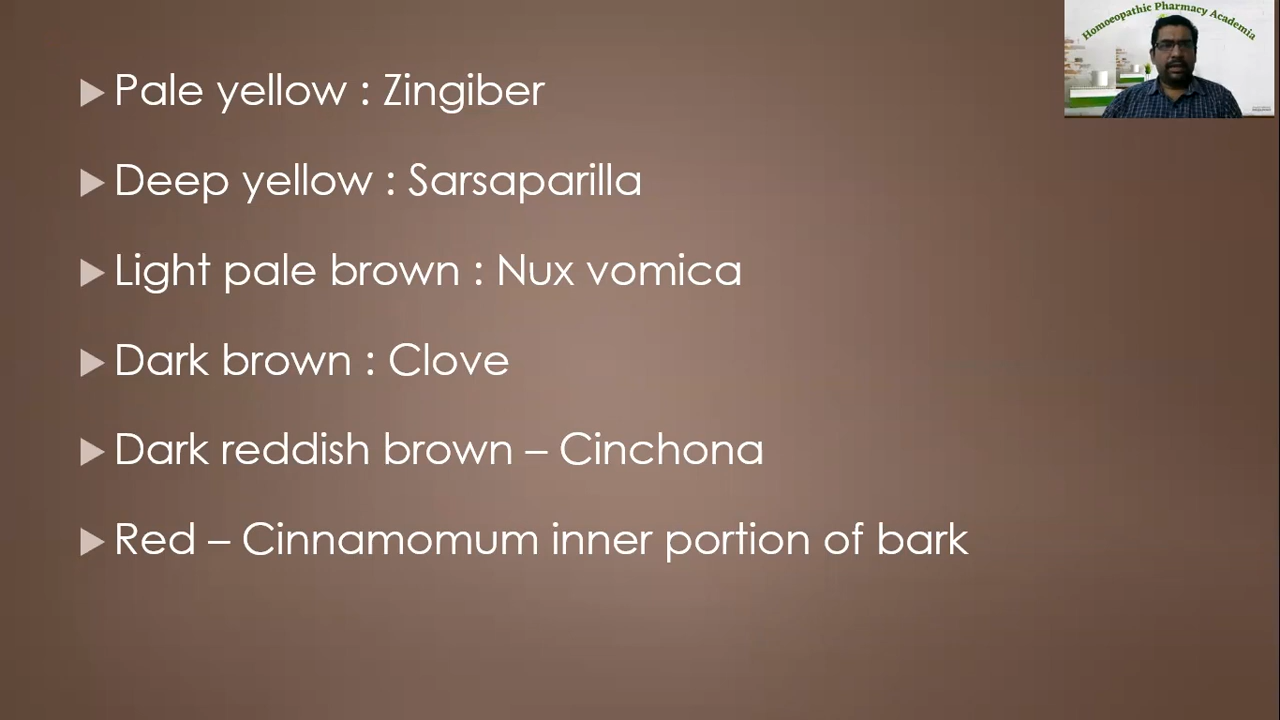 Homoeopathic Pharmacy Academia
Pale yellow : Zingiber
Deep yellow : Sarsaparilla
Light pale brown : Nux vomica
Dark brown : Clove
Dark reddish brown – Cinchona
Red – Cinnamomum inner portion of bark